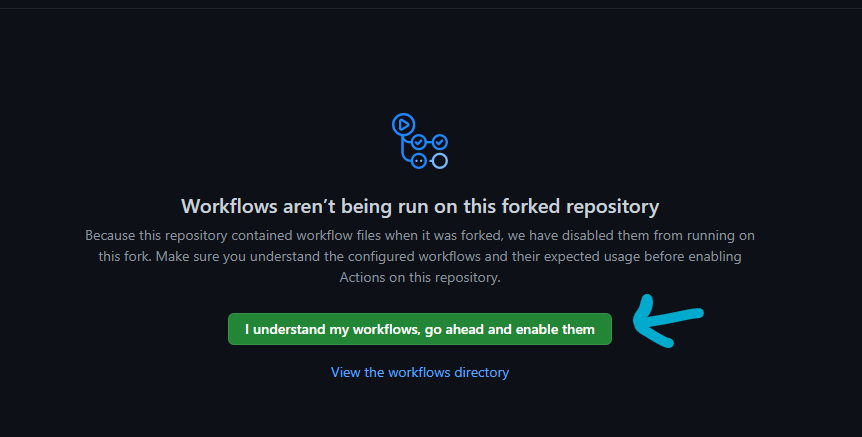 Workflows aren’t being run on this forked repository
Because this repository contained workflow files when it was forked, we have disabled them from running on
this fork. Make sure you understand the configured workflows and their expected usage before enabling
Actions on this repository.
I understand my workflows, go ahead and enable them
View the workflows directory